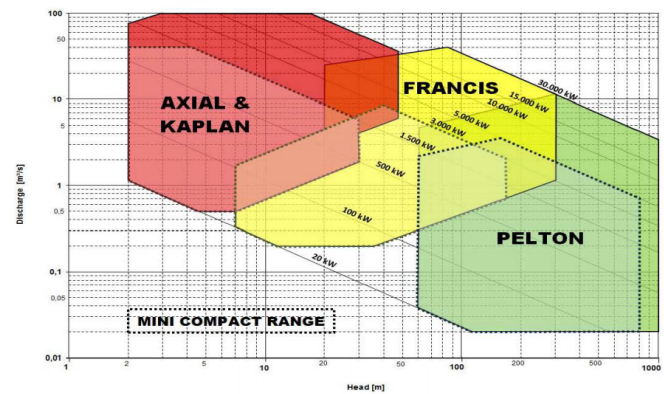 100
50
10
5
1
0,5
0,1
0.05
0,01
Discharge [m³/s]
AXIAL &
KAPLAN
FRANCIS
PELTON
30.000 kW
15.000 kW
10.000 kW
5.000 kW
3.000 kW
1.500 kW
500 kW
100 kW
20 kW
MINI COMPACT RANGE
1
2
5
10
20
50
100
200
500
1000
Head [m]